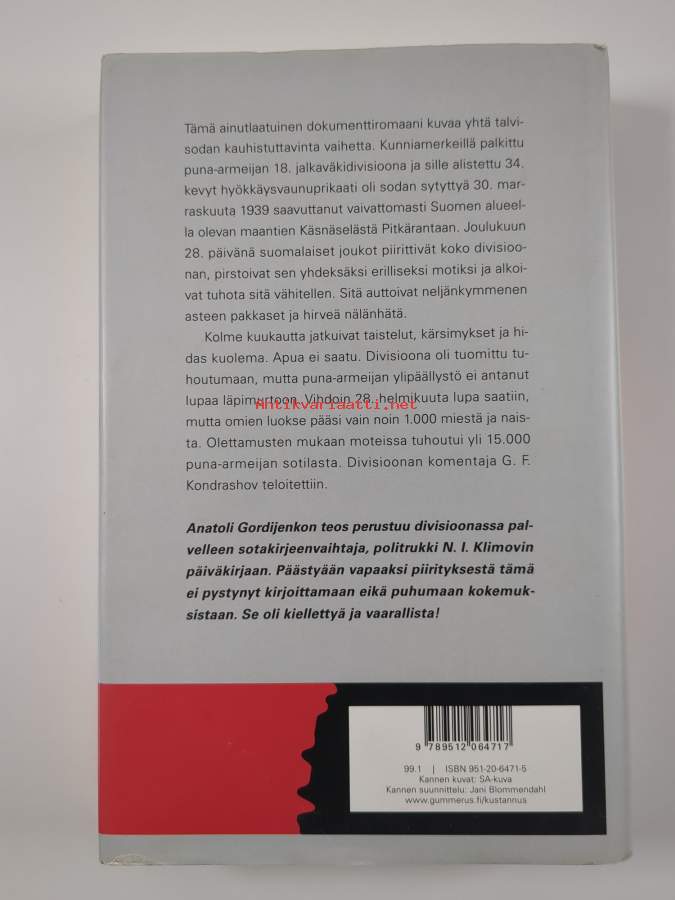 Tämä ainutlaatuinen dokumenttiromaani kuvaa yhtä talvi-
sodan kauhistuttavinta vaihetta. Kunniamerkeillä palkittu
puna-armeijan 18. jalkaväkidivisioona ja sille alistettu 34.
kevyt hyökkäysvaunuprikaati oli sodan sytyttyä 30. mar-
raskuuta 1939 saavuttanut vaivattomasti Suomen alueel-
la olevan maantien Käsnäselästä Pitkärantaan. Joulukuun
28. päivänä suomalaiset joukot piirittivät koko divisioo-
nan, pirstoivat sen yhdeksäksi erilliseksi motiksi ja alkoi-
vat tuhota sitä vähitellen. Sitä auttoivat neljänkymmenen
asteen pakkaset ja hirveä nälänhätä.
Kolme kuukautta jatkuivat taistelut, kärsimykset ja hi-
das kuolema. Apua ei saatu. Divisioona oli tuomittu tu-
houtumaan, mutta puna-armeijan ylipäällystö ei antanut
lupaa läpimurtoon. Vihdoin 28. helmikuuta lupa saatiin,
Antikvariaatti.net
mutta omien luokse pääsi vain noin 1.000 miestä ja nais-
ta. Olettamusten mukaan moteissa tuhoutui yli 15.000
puna-armeijan sotilasta. Divisioonan komentaja G. F.
Kondrashov teloitettiin.
Anatoli Gordijenkon teos perustuu divisioonassa pal-
velleen sotakirjeenvaihtaja, politrukki N. I. Klimovin
päiväkirjaan. Päästyään vapaaksi piirityksestä tämä
ei pystynyt kirjoittamaan eikä puhumaan kokemuk-
sistaan. Se oli kiellettyä ja vaarallista!
9 789512 064717
99.1 | ISBN 951-20-6471-5
Kannen kuvat: SA-kuva
Kannen suunnittelu: Jani Blommendahl
www.gummerus.fi/kustannus